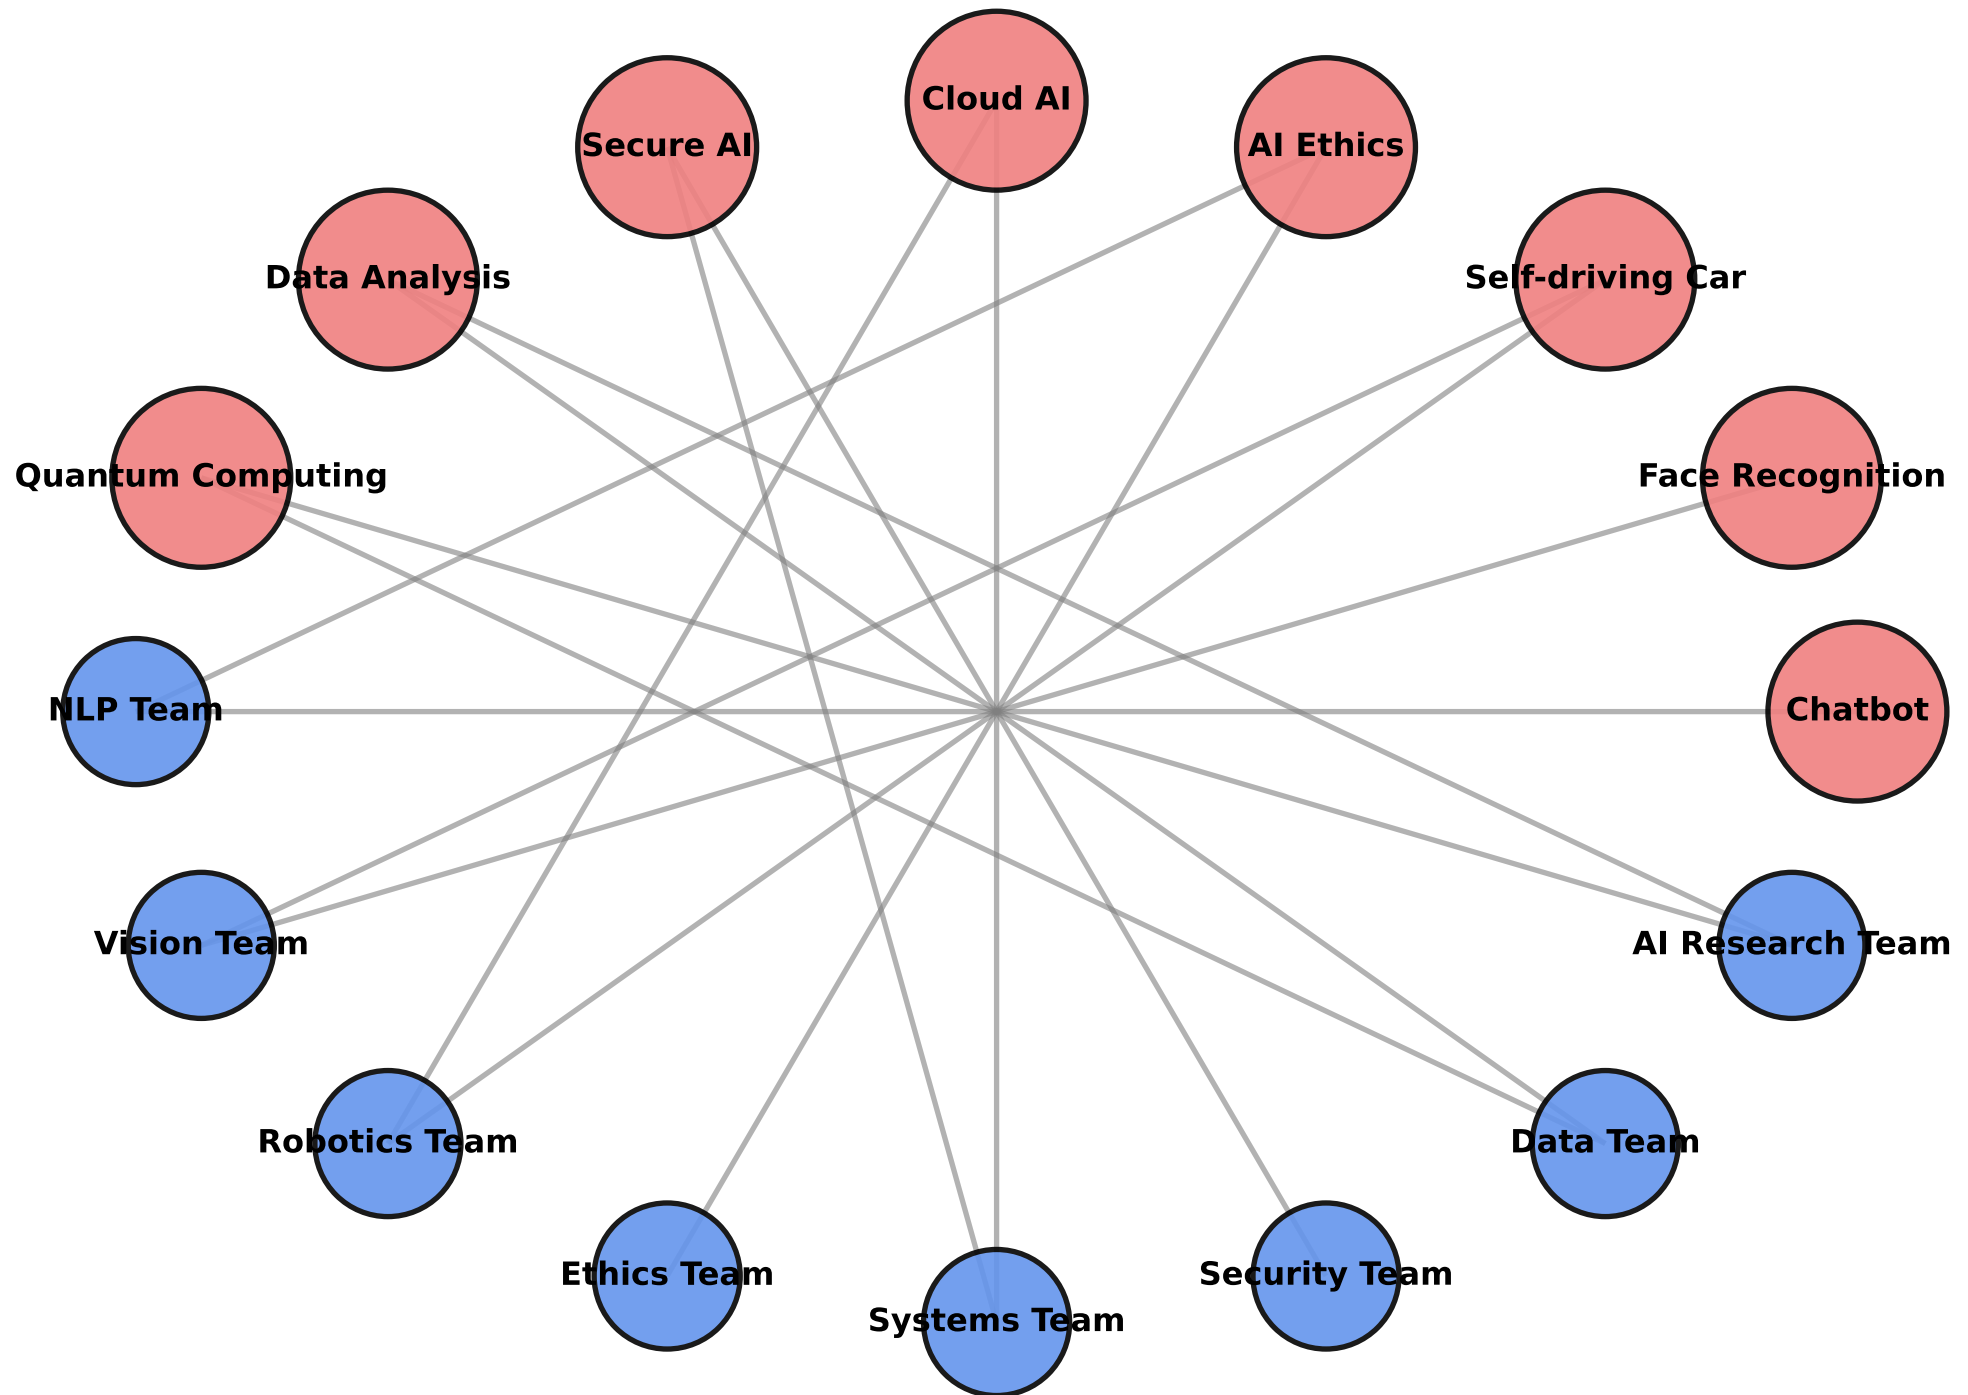 Cloud AI
Secure AI
AI Ethics
Data Analysis
Self-driving Car
Quantum Computing
Face Recognition
NLP Team
Chatbot
Vision Team
AI Research Team
Robotics Team
Data Team
Ethics Team
Security Team
Systems Team